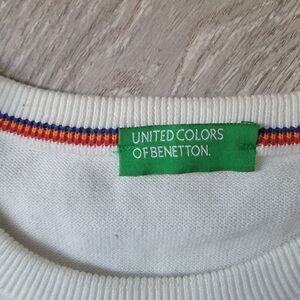 UNITED COLORS
OF BENETTON.